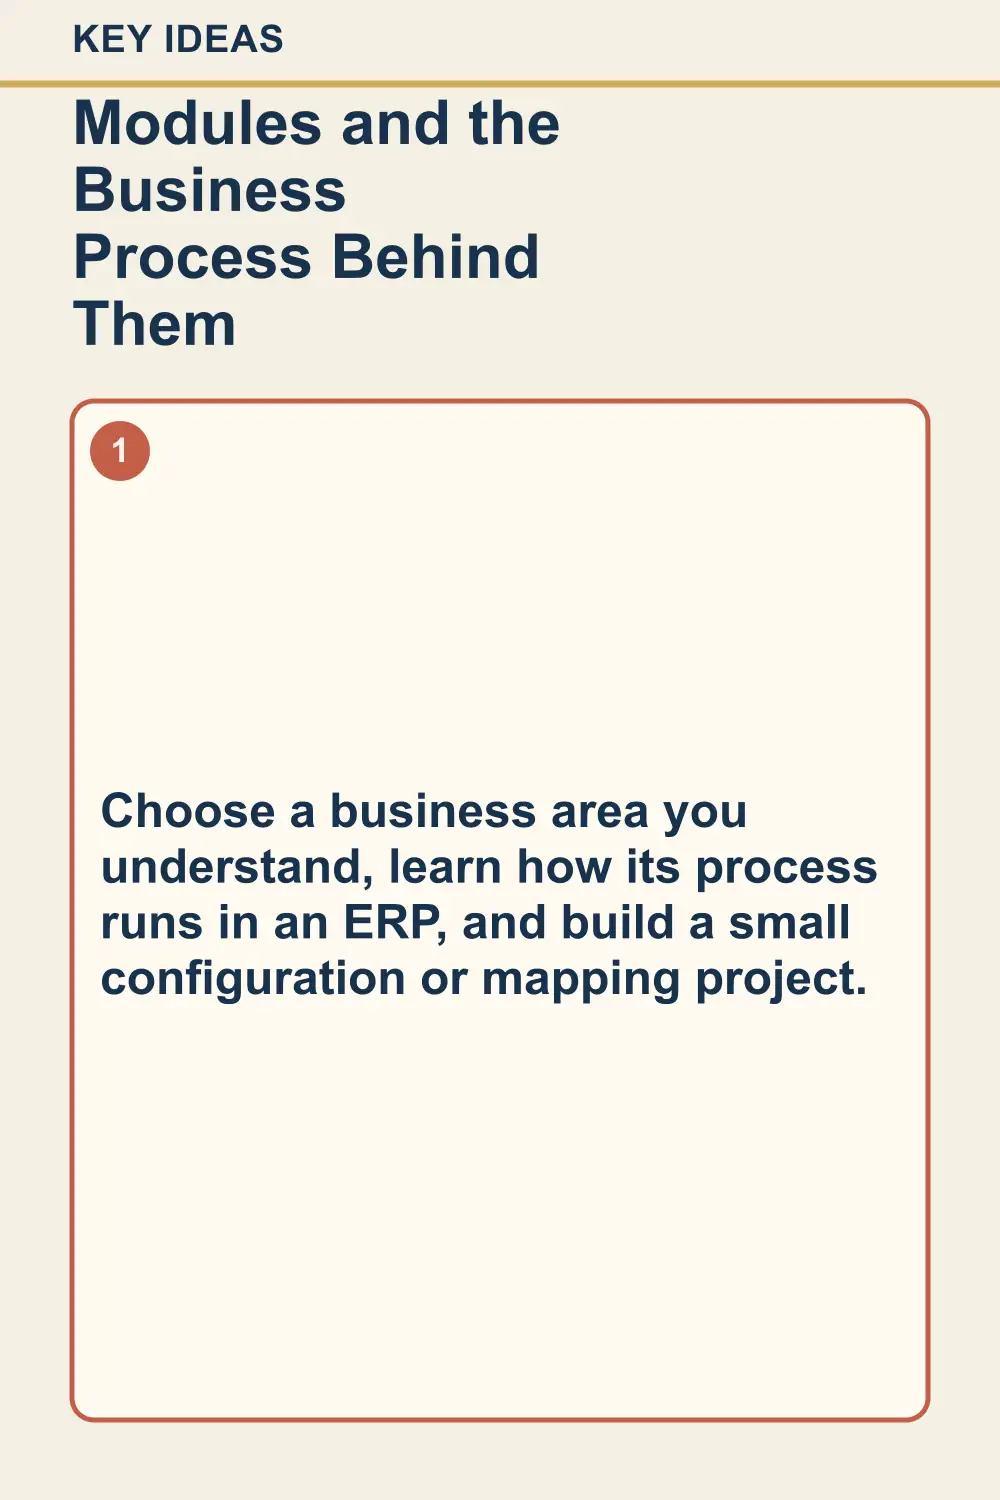 KEY IDEAS
Modules and the
Business
Process Behind
Them
1
Choose a business area you
understand, learn how its process
runs in an ERP, and build a small
configuration or mapping project.